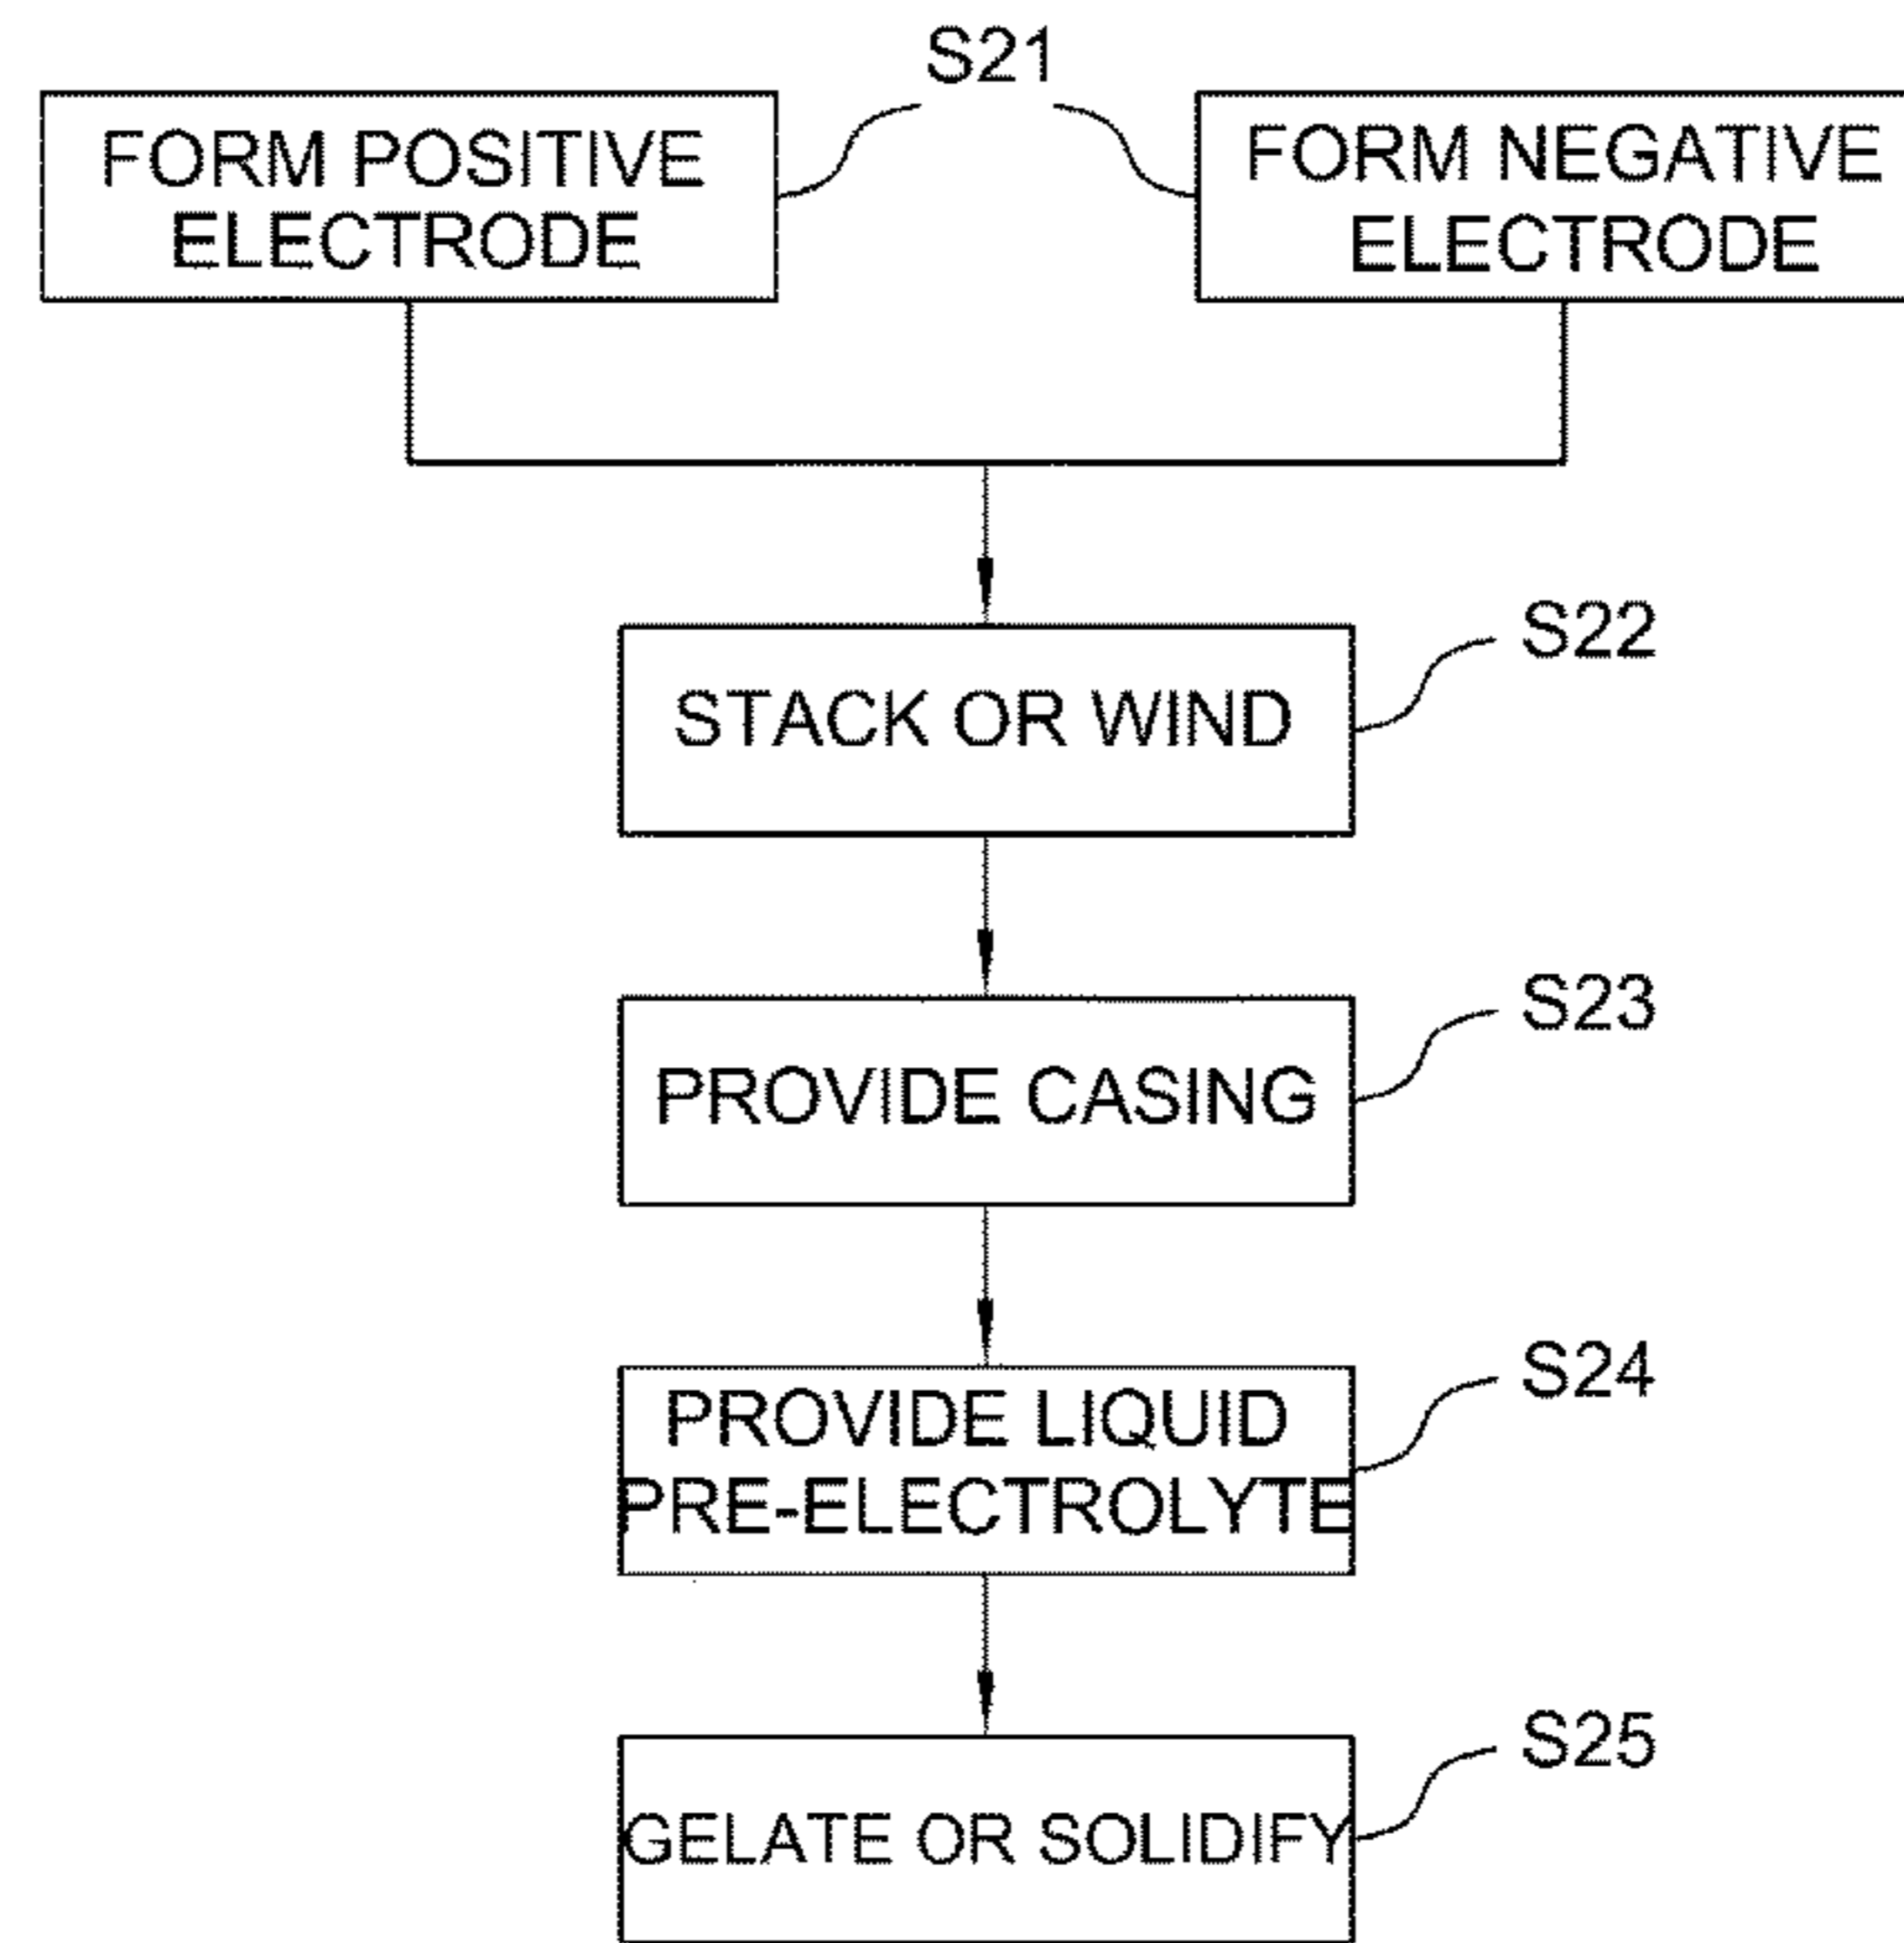 S21
FORM POSITIVE
ELECTRODE
FORM NEGATIVE
ELECTRODE
STACK OR WIND
S22
PROVIDE CASING
S23
PROVIDE LIQUID
PRE-ELECTROLYTE
S24
GELATE OR SOLIDIFY
S25